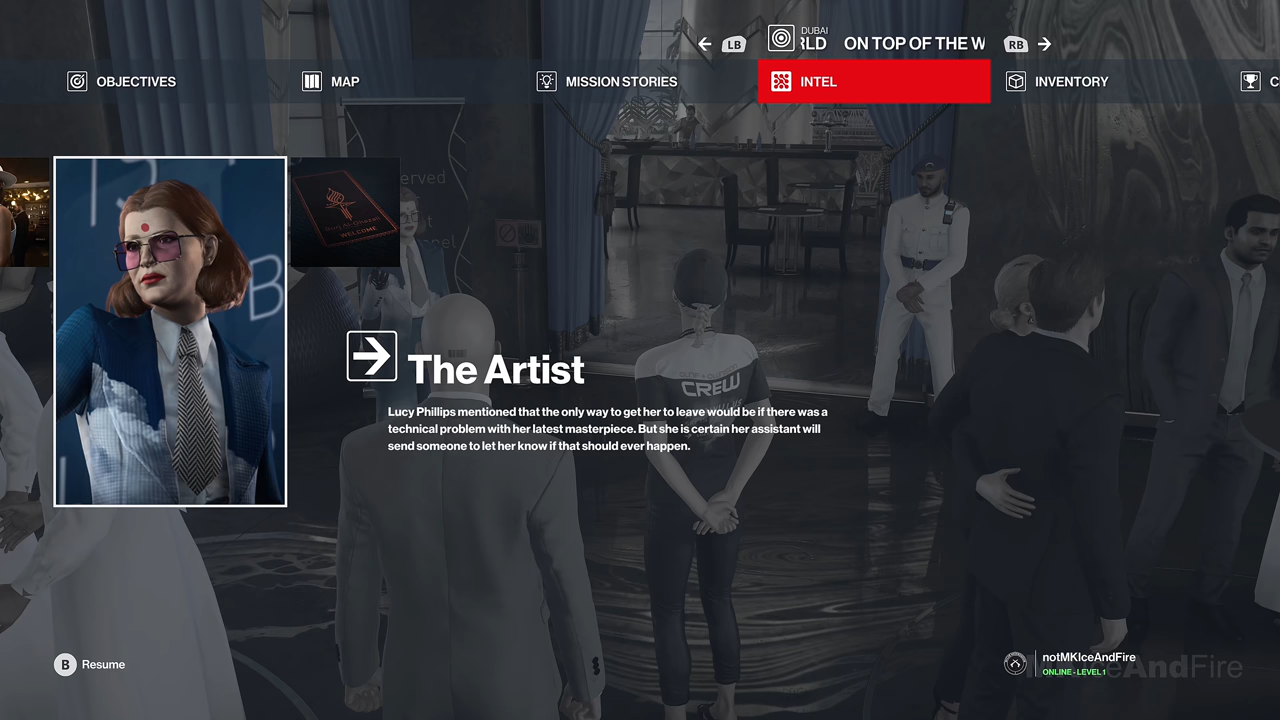 DUBAI
LB
RLD ON TOP OF THE W
RB
OBJECTIVES
MAP
MISSION STORIES
INTEL
INVENTORY
C
WELCOME
CREW
B
The Artist
Lucy Phillips mentioned that the only way to get her to leave would be if there was a
technical problem with her latest masterpiece. But she is certain her assistant will
send someone to let her know if that should ever happen.
B Resume
notMKIceAndFire
ONLINE - LEVEL 1
eAndFire